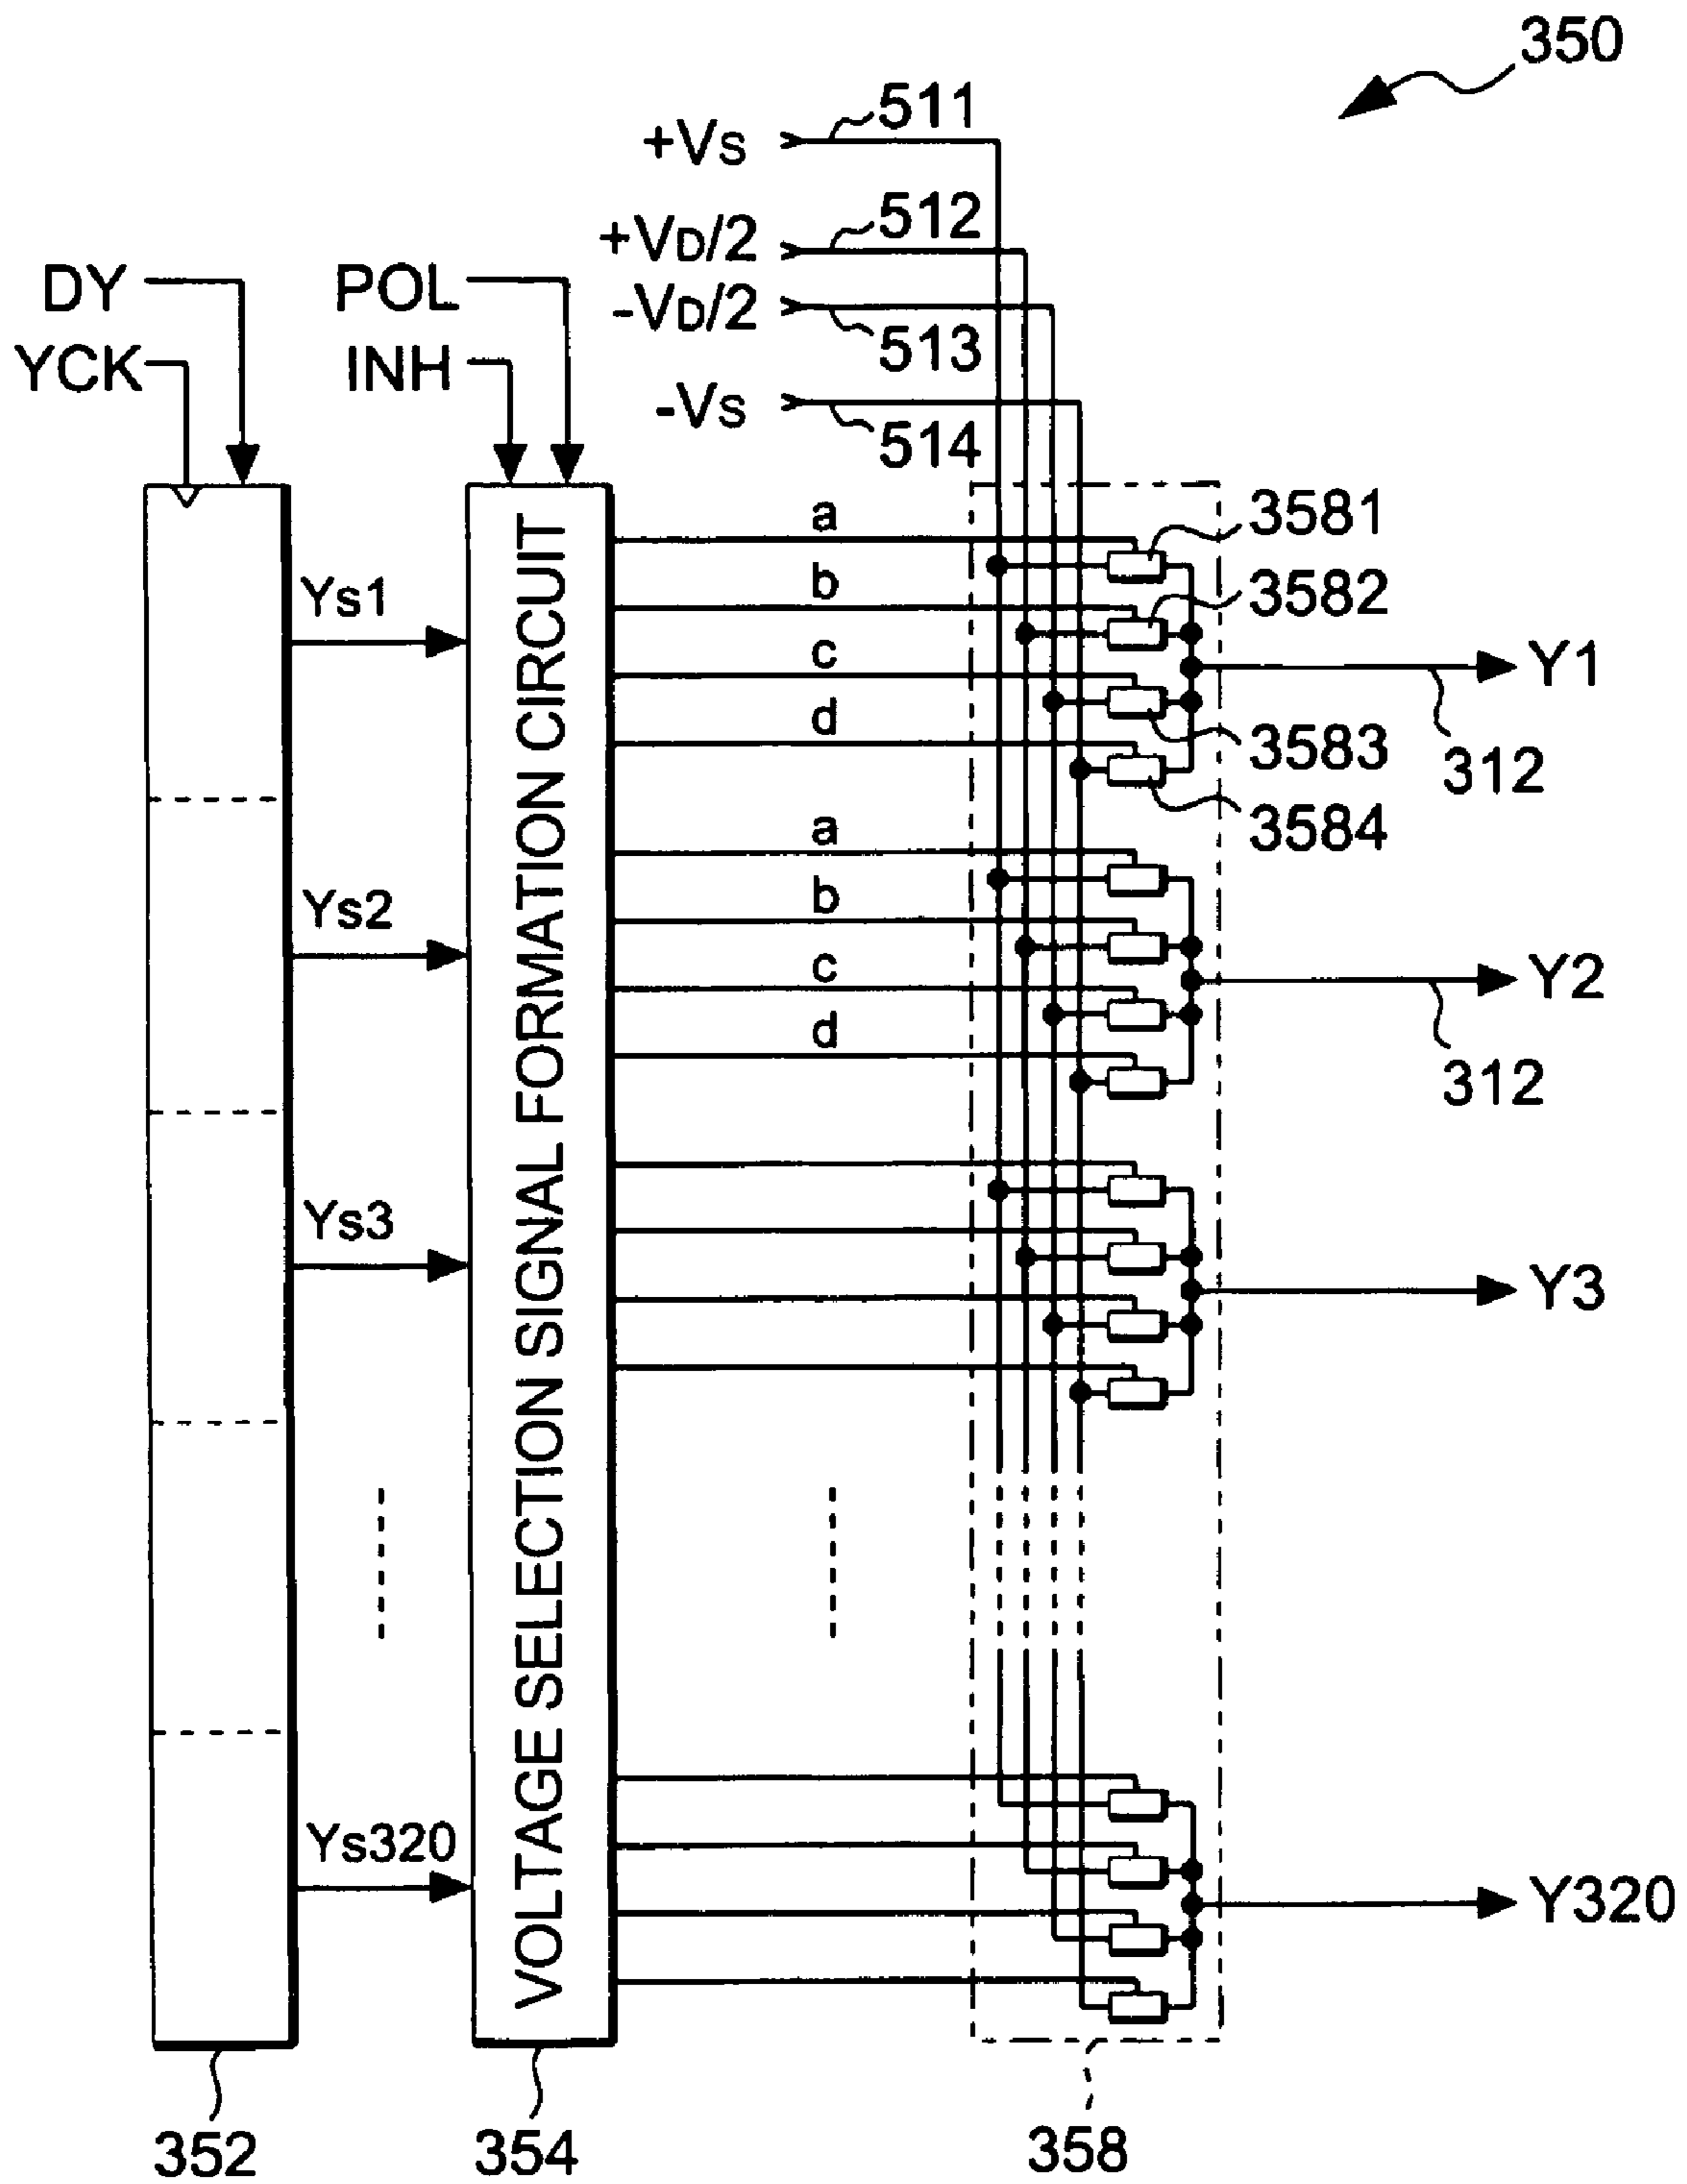 350
+VS
511
+VD/2
512
-VD/2
513
-VS
514
DY
YCK
POL
INH
VOLTAGE SELECTION SIGNAL FORMATION CIRCUIT
Ys1
Ys2
Ys3
Ys320
a
b
c
d
a
b
c
d
3581
3582
3583
3584
Y1
312
Y2
312
Y3
Y320
352
354
358